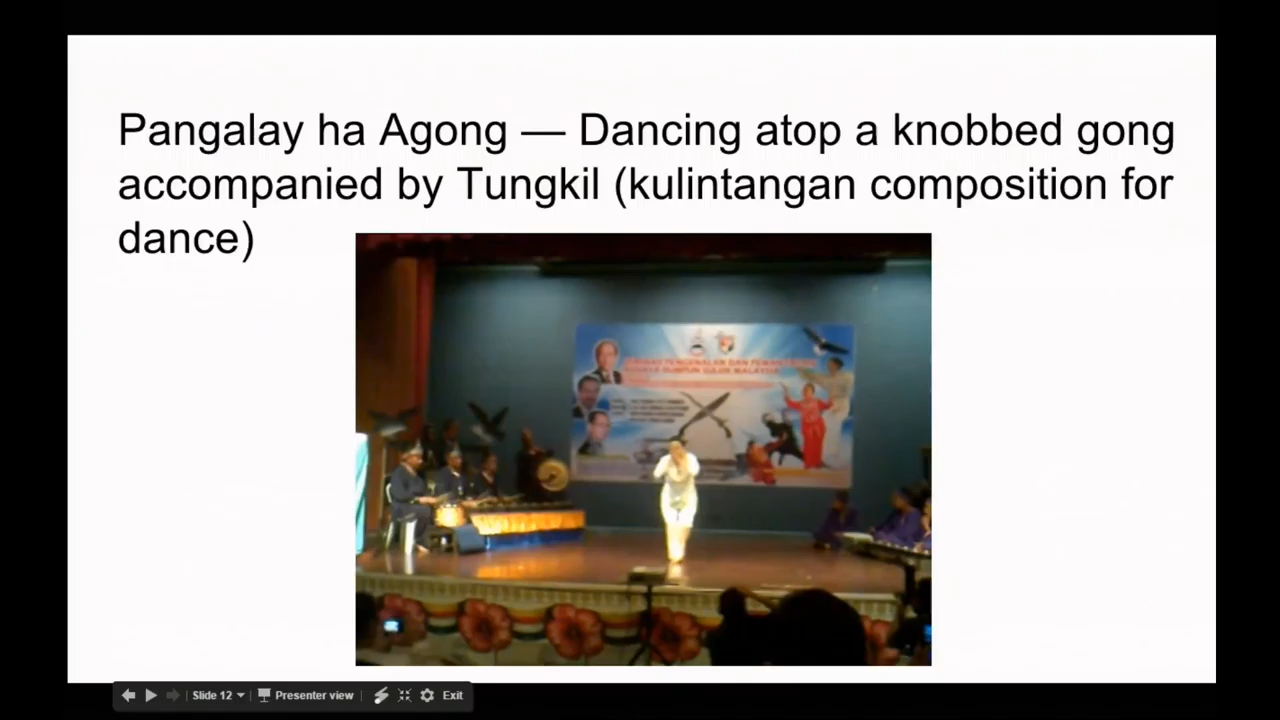 Pangalay ha Agong — Dancing atop a knobbed gong
accompanied by Tungkil (kulintangan composition for
dance)
Slide 12
Presenter view
Exit